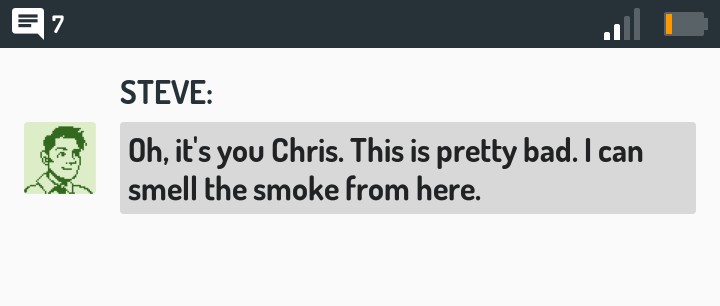 7
STEVE:
Oh, it's you Chris. This is pretty bad. I can
smell the smoke from here.